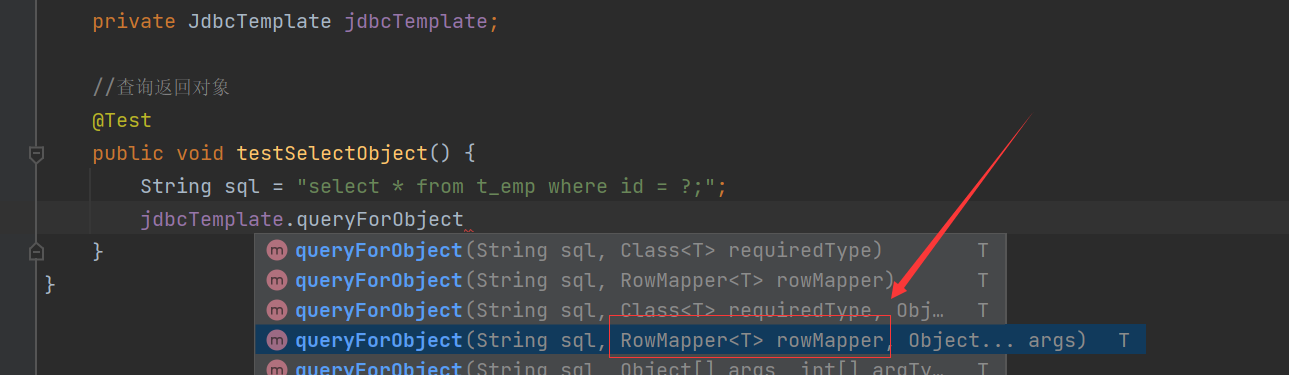 private JdbcTemplate jdbcTemplate;
//查询返回对象
@Test
public void testSelectObject() {
String sql = "select * from t_emp where id = ?;";
jdbcTemplate.queryForObject
}
m queryForObject(String sql, Class<T> requiredType) T
m queryForObject(String sql, RowMapper<T> rowMapper) T
}
m queryForObject(String sql, Class<T> requiredType, Obj… T
m queryForObject(String sql, RowMapper<T> rowMapper, Object... args) T
m queryForObject(String sql, Object[] args, int[] argTy… T